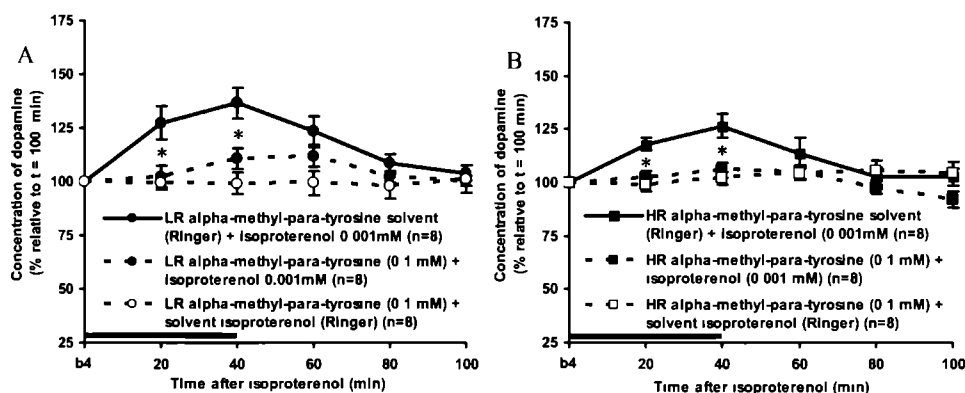 A
Concentration of dopamine
(% relative to t = 100 min)
175
150
125
100
75
50
25
*
*
LR alpha-methyl-para-tyrosine solvent
(Ringer) + isoproterenol 0 001mM (n=8)
LR alpha-methyl-para-tyrosine (0 1 mM) +
isoproterenol 0.001mM (n=8)
LR alpha-methyl-para-tyrosine (0 1 mM) +
solvent isoproterenol (Ringer) (n=8)
b4 20 40 60 80 100
Time after isoproterenol (min)
B
Concentration of dopamine
(% relative to t = 100 min)
175
150
125
100
75
50
25
*
*
HR alpha-methyl-para-tyrosine solvent
(Ringer) + isoproterenol (0 001mM) (n=8)
HR alpha-methyl-para-tyrosine (0 1 mM) +
isoproterenol (0 001 mM) (n=8)
HR alpha-methyl-para-tyrosine (0 1 mM) +
solvent isoproterenol (Ringer) (n=8)
b4 20 40 60 80 100
Time after isoproterenol (min)